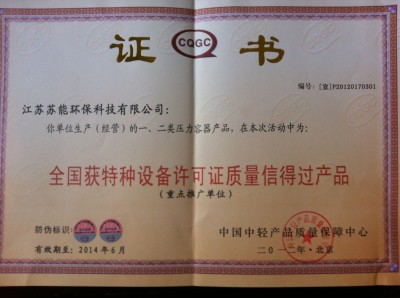 证 CQGC 书
编号：[宣]P20120170301
江苏苏能环保科技有限公司：
你单位生产（经营）的一、二类压力容器产品，在本次活动中为：
全国获特种设备许可证质量信得过产品
（重点推广单位）
防伪标识：
有效期至：2014年6月
中国中轻产品质量保障中心
二〇一二年·北京